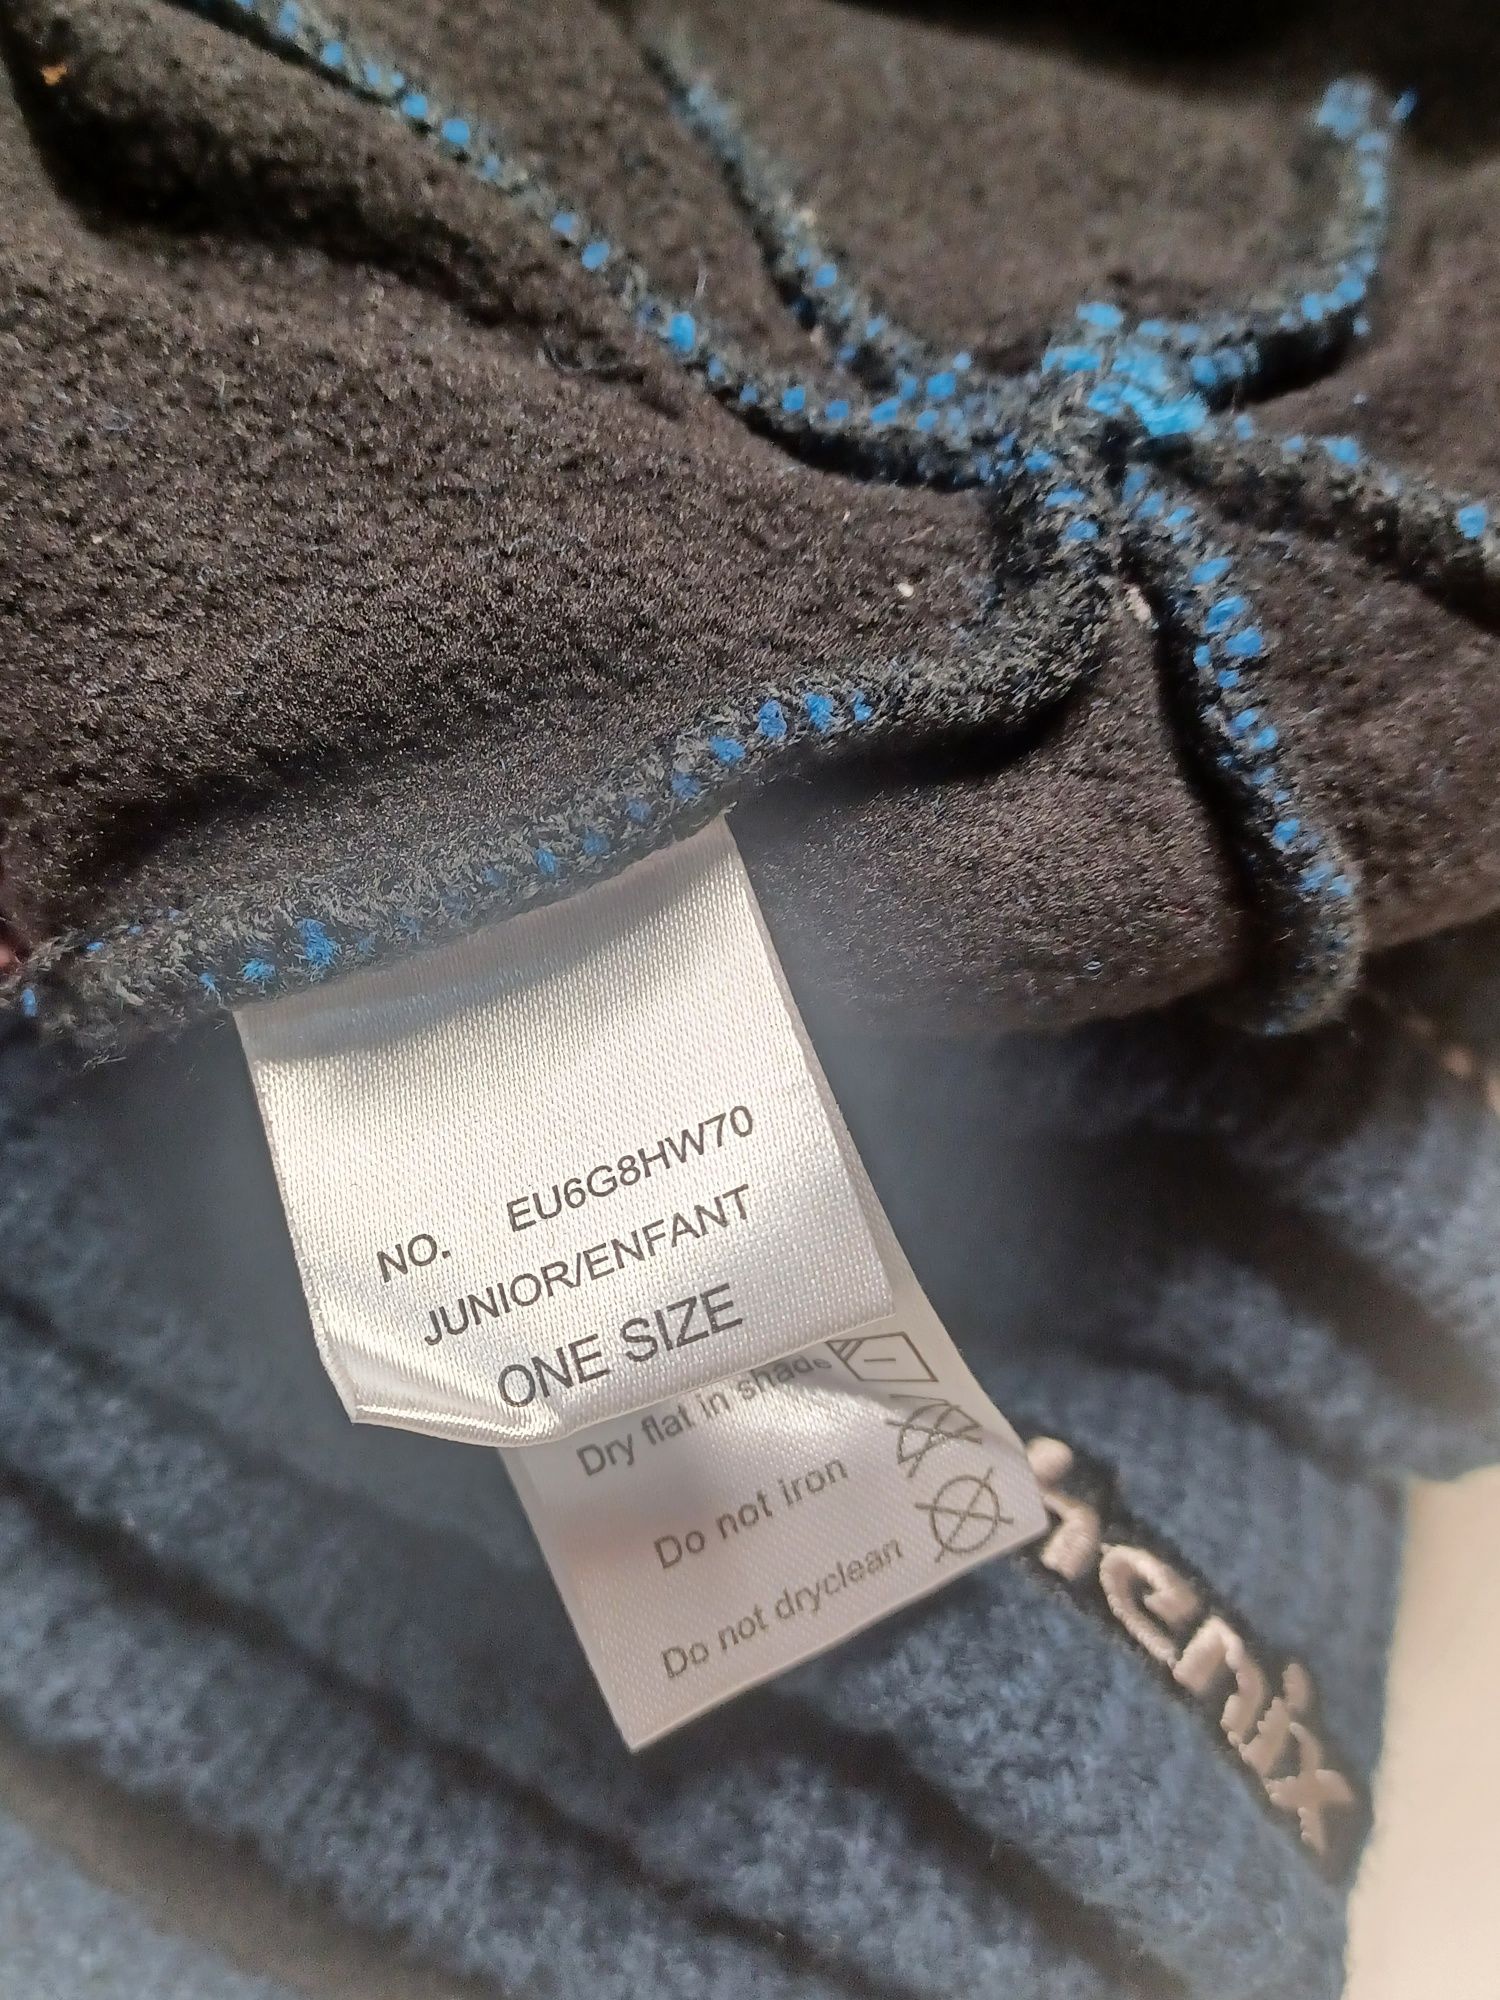 NO. EU6G8HW70
JUNIOR/ENFANT
ONE SIZE
Dry flat in shade
Do not iron
Do not dryclean